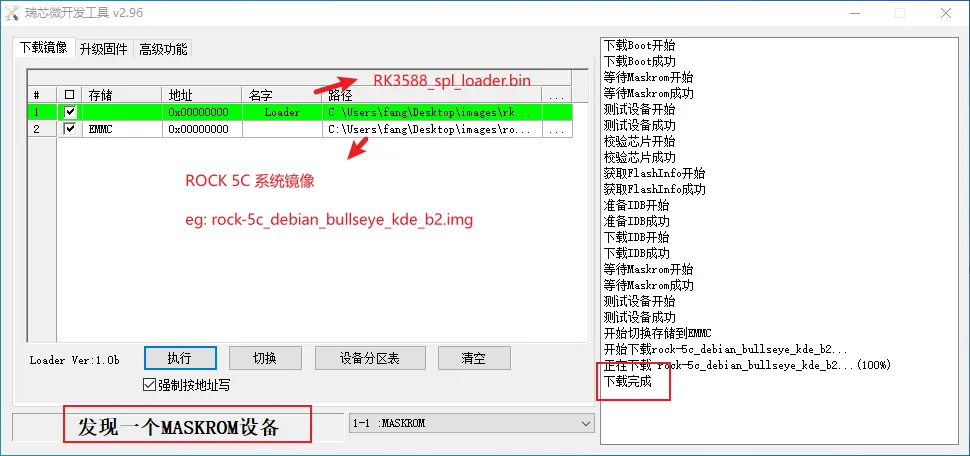 瑞芯微开发工具 v2.96
下载镜像 升级固件 高级功能
RK3588_spl_loader.bin
# 存储 地址 名字 路径 ...
1 0x00000000 Loader C:\Users\fang\Desktop\images\rk... ...
2 EMMC 0x00000000 C:\Users\fang\Desktop\images\ro... ...
ROCK 5C 系统镜像
eg: rock-5c_debian_bullseye_kde_b2.img
Loader Ver:1.0b 执行 切换 设备分区表 清空
强制按地址写
发现一个MASKROM设备
1-1 :MASKROM
下载Boot开始
下载Boot成功
等待Maskrom开始
等待Maskrom成功
测试设备开始
测试设备成功
校验芯片开始
校验芯片成功
获取FlashInfo开始
获取FlashInfo成功
准备IDB开始
准备IDB成功
下载IDB开始
下载IDB成功
等待Maskrom开始
等待Maskrom成功
测试设备开始
测试设备成功
开始切换存储到EMMC
开始下载rock-5c_debian_bullseye_kde_b2...
正在下载 rock-5c_debian_bullseye_kde_b2...(100%)
下载完成